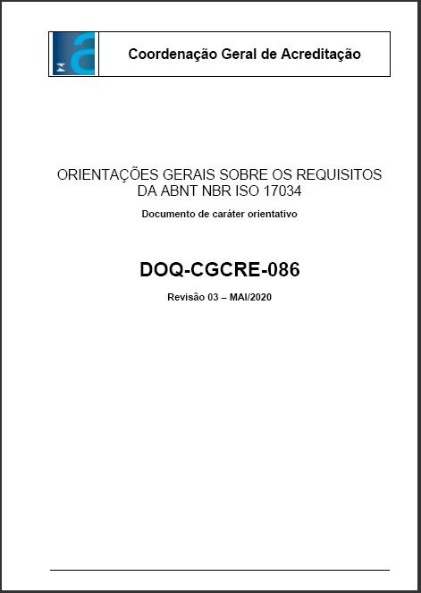 Coordenação Geral de Acreditação
ORIENTAÇÕES GERAIS SOBRE OS REQUISITOS
DA ABNT NBR ISO 17034
Documento de caráter orientativo
DOQ-CGCRE-086
Revisão 03 – MAI/2020